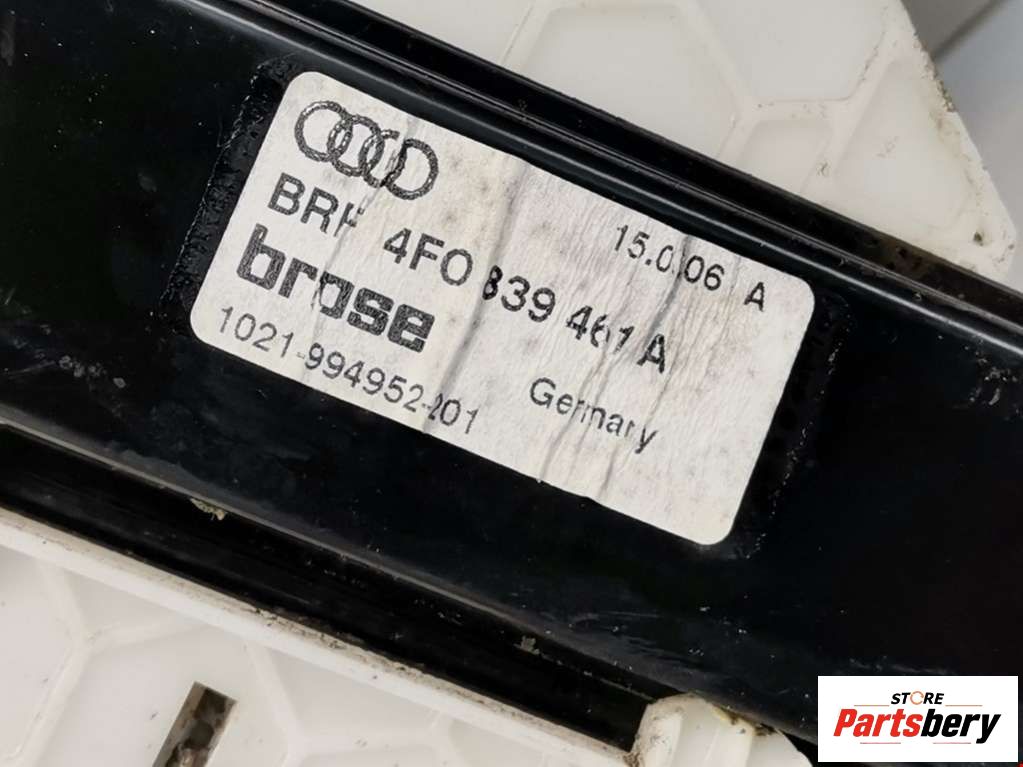 BRF 4F0 839 461 A
A
brose
1021-994952-201
Germany
STORE
Partsbery